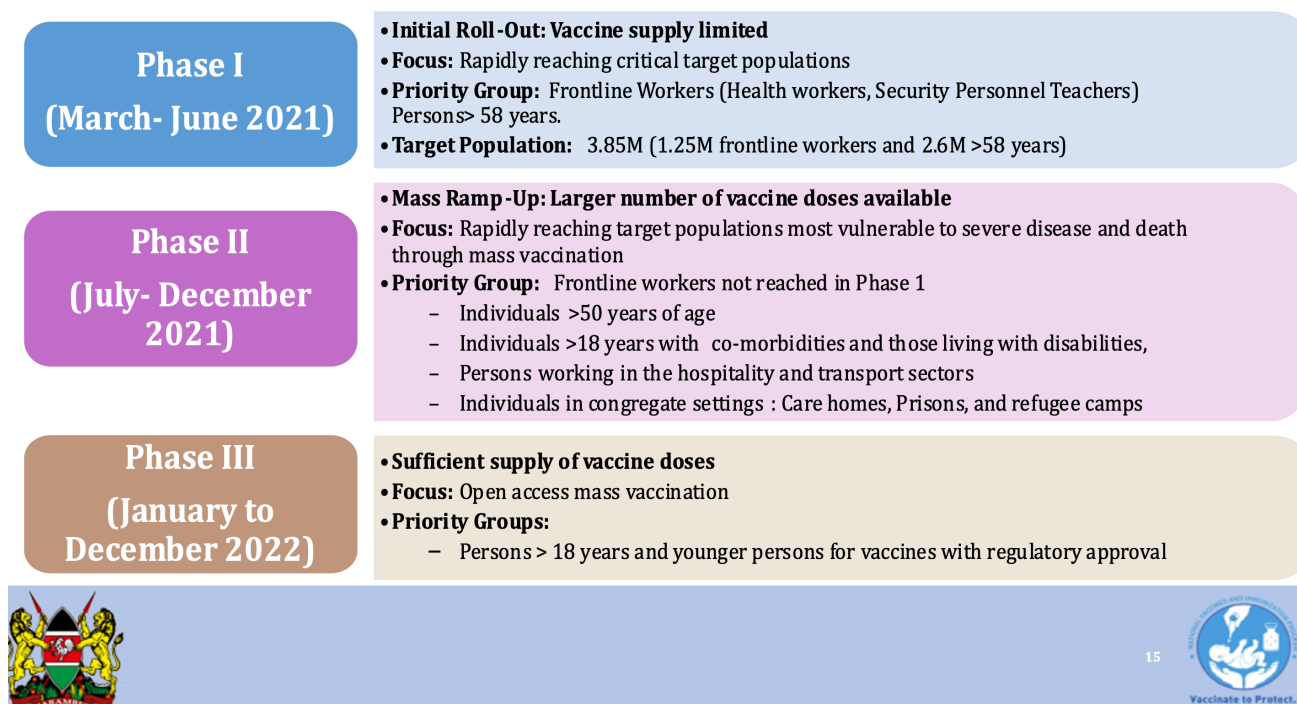 Phase I
(March- June 2021)
•Initial Roll-Out: Vaccine supply limited
•Focus: Rapidly reaching critical target populations
•Priority Group: Frontline Workers (Health workers, Security Personnel Teachers)
Persons> 58 years.
•Target Population: 3.85M (1.25M frontline workers and 2.6M >58 years)
Phase II
(July- December
2021)
•Mass Ramp-Up: Larger number of vaccine doses available
•Focus: Rapidly reaching target populations most vulnerable to severe disease and death
through mass vaccination
•Priority Group: Frontline workers not reached in Phase 1
– Individuals >50 years of age
– Individuals >18 years with co-morbidities and those living with disabilities,
– Persons working in the hospitality and transport sectors
– Individuals in congregate settings : Care homes, Prisons, and refugee camps
Phase III
(January to
December 2022)
•Sufficient supply of vaccine doses
•Focus: Open access mass vaccination
•Priority Groups:
– Persons > 18 years and younger persons for vaccines with regulatory approval
15
NATIONAL VACCINES AND IMMUNIZATION PROGRAM
Vaccinate to Protect.